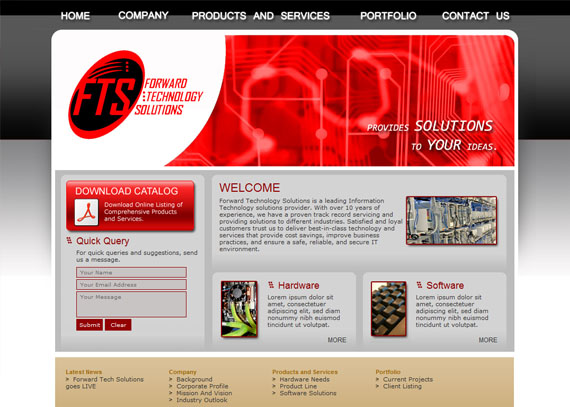 HOME COMPANY PRODUCTS AND SERVICES PORTFOLIO CONTACT US
FTS
FORWARD
TECHNOLOGY
SOLUTIONS
PROVIDES SOLUTIONS
TO YOUR IDEAS.
DOWNLOAD CATALOG
Download Online Listing of
Comprehensive Products
and Services.
Quick Query
For quick queries and suggestions, send
us a message.
Your Name
Your Email Address
Your Message
Submit Clear
WELCOME
Forward Technology Solutions is a leading Information
Technology solutions provider. With over 10 years of
experience, we have a proven track record servicing and
providing solutions to different industries. Satisfied and loyal
customers trust us to deliver best-in-class technology and
services that provide cost savings, improve business
practices, and ensure a safe, reliable, and secure IT
environment.
Hardware
Lorem ipsum dolor sit
amet, consectetuer
adipiscing elit, sed diam
nonummy nibh euismod
tincidunt ut volutpat.
MORE
Software
Lorem ipsum dolor sit
amet, consectetuer
adipiscing elit, sed diam
nonummy nibh euismod
tincidunt ut volutpat.
MORE
Latest News
> Forward Tech Solutions
goes LIVE
Company
> Background
> Corporate Profile
> Mission And Vision
> Industry Outlook
Products and Services
> Hardware Needs
> Product Line
> Software Solutions
Portfolio
> Current Projects
> Client Listing